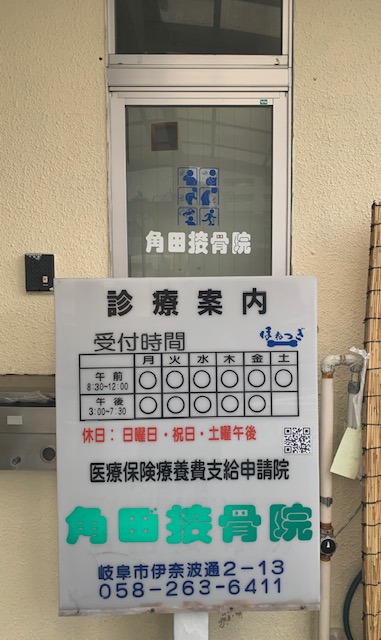 角田接骨院
診療案内
受付時間
ほねつぎ
月 火 水 木 金 土
午前 8:30~12:00 ○ ○ ○ ○ ○ ○
午後 3:00~7:30 ○ ○ ○ ○ ○
休日：日曜日・祝日・土曜午後
医療保険療養費支給申請院
角田接骨院
岐阜市伊奈波通2-13
058-263-6411